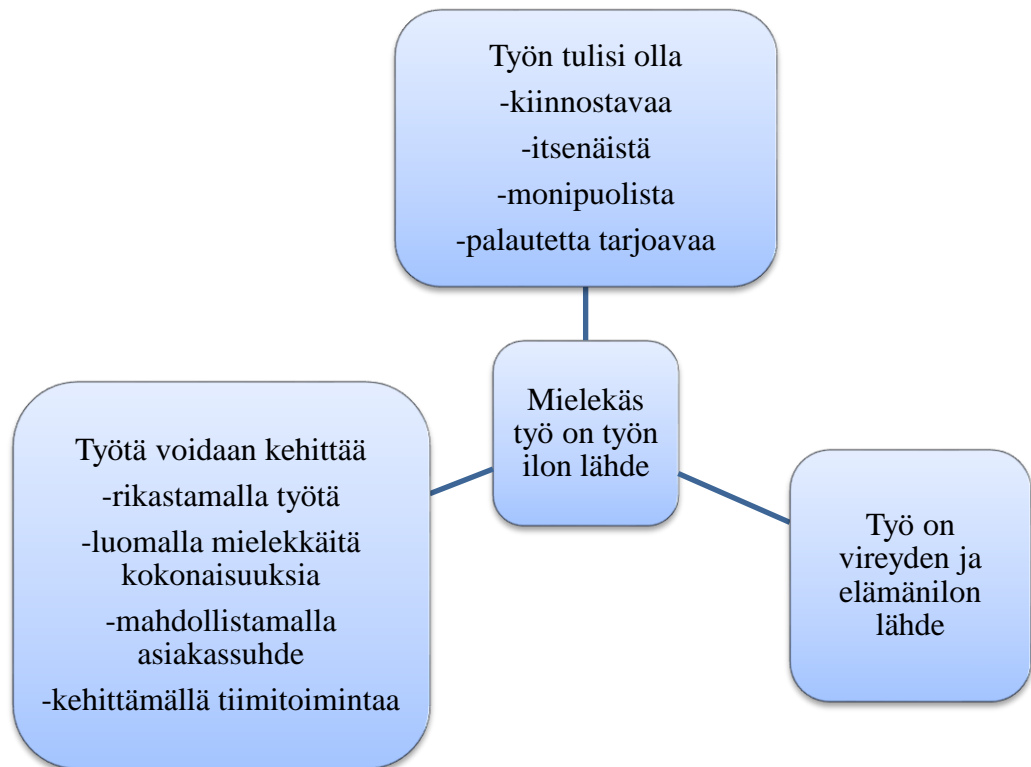 Työn tulisi olla
-kiinnostavaa
-itsenäistä
-monipuolista
-palautetta tarjoavaa
Mielekäs
työ on työn
ilon lähde
Työtä voidaan kehittää
-rikastamalla työtä
-luomalla mielekkäitä
kokonaisuuksia
-mahdollistamalla
asiakassuhde
-kehittämällä tiimitoimintaa
Työ on
vireyden ja
elämänilon
lähde